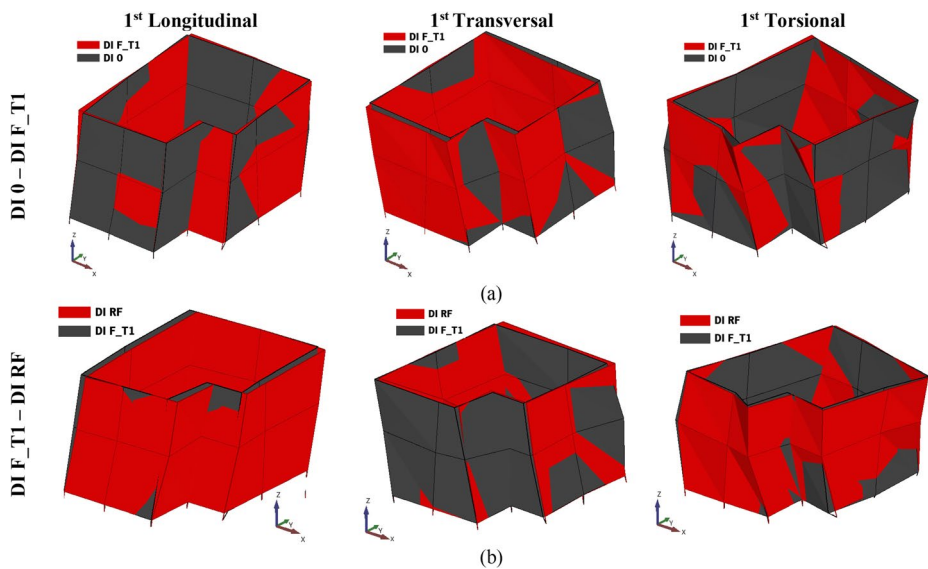 1st Longitudinal
1st Transversal
1st Torsional
DI 0 – DI F_T1
DI F_T1
DI 0
Z
Y
X
DI F_T1
DI 0
Z
Y
X
DI F_T1
DI 0
Z
Y
X
(a)
DI F_T1 – DI RF
DI RF
DI F_T1
Z
Y
X
DI RF
DI F_T1
Z
Y
X
DI RF
DI F_T1
Z
Y
X
(b)